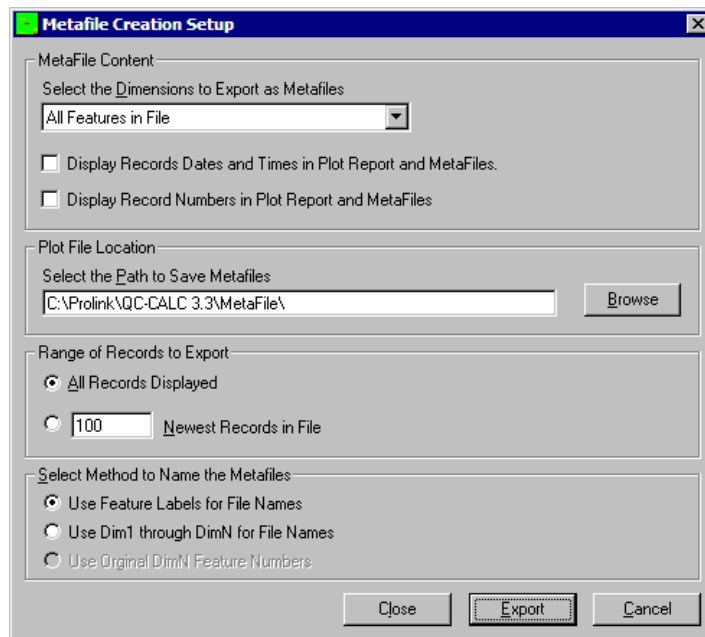 Metafile Creation Setup
MetaFile Content
Select the Dimensions to Export as Metafiles
All Features in File
Display Records Dates and Times in Plot Report and MetaFiles.
Display Record Numbers in Plot Report and MetaFiles
Plot File Location
Select the Path to Save Metafiles
C:\Prolink\QC-CALC 3.3\MetaFile\
Browse
Range of Records to Export
All Records Displayed
100 Newest Records in File
Select Method to Name the Metafiles
Use Feature Labels for File Names
Use Dim1 through DimN for File Names
Use Orginal DimN Feature Numbers
Close Export Cancel